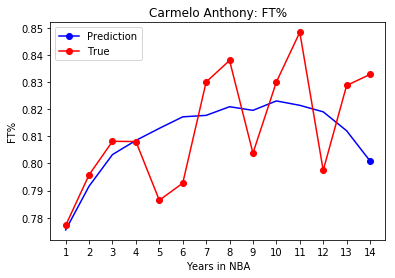 Carmelo Anthony: FT%
Prediction
True
FT%
0.85
0.84
0.83
0.82
0.81
0.80
0.79
0.78
1 2 3 4 5 6 7 8 9 10 11 12 13 14
Years in NBA